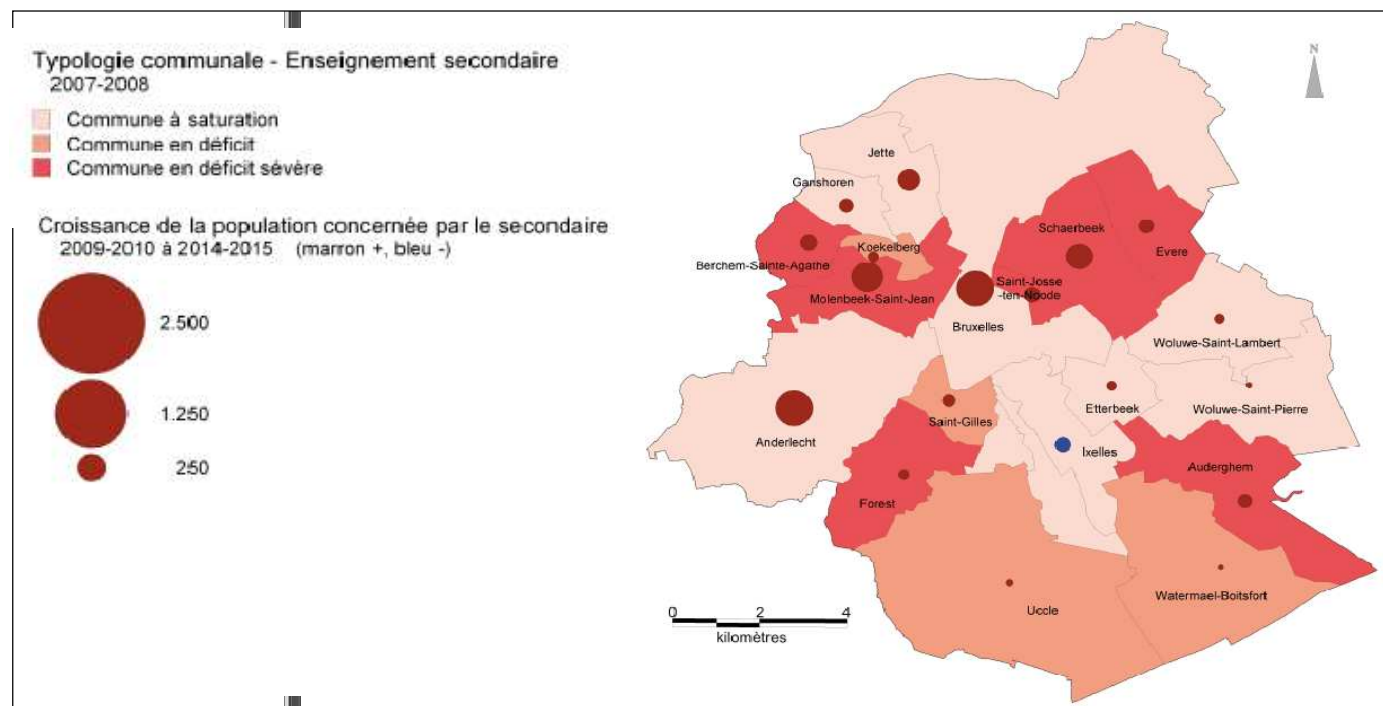 Typologie communale - Enseignement secondaire
2007-2008
Commune à saturation
Commune en déficit
Commune en déficit sévère
Croissance de la population concernée par le secondaire
2009-2010 à 2014-2015 (marron +, bleu -)
2.500
1.250
250
N
Jette
Ganshoren
Koekelberg
Berchem-Sainte-Agathe
Molenbeek-Saint-Jean
Schaerbeek
Evere
Saint-Josse
-ten-Noode
Bruxelles
Woluwe-Saint-Lambert
Etterbeek
Woluwe-Saint-Pierre
Saint-Gilles
Anderlecht
Ixelles
Auderghem
Forest
Uccle
Watermael-Boitsfort
0 2 4
kilomètres